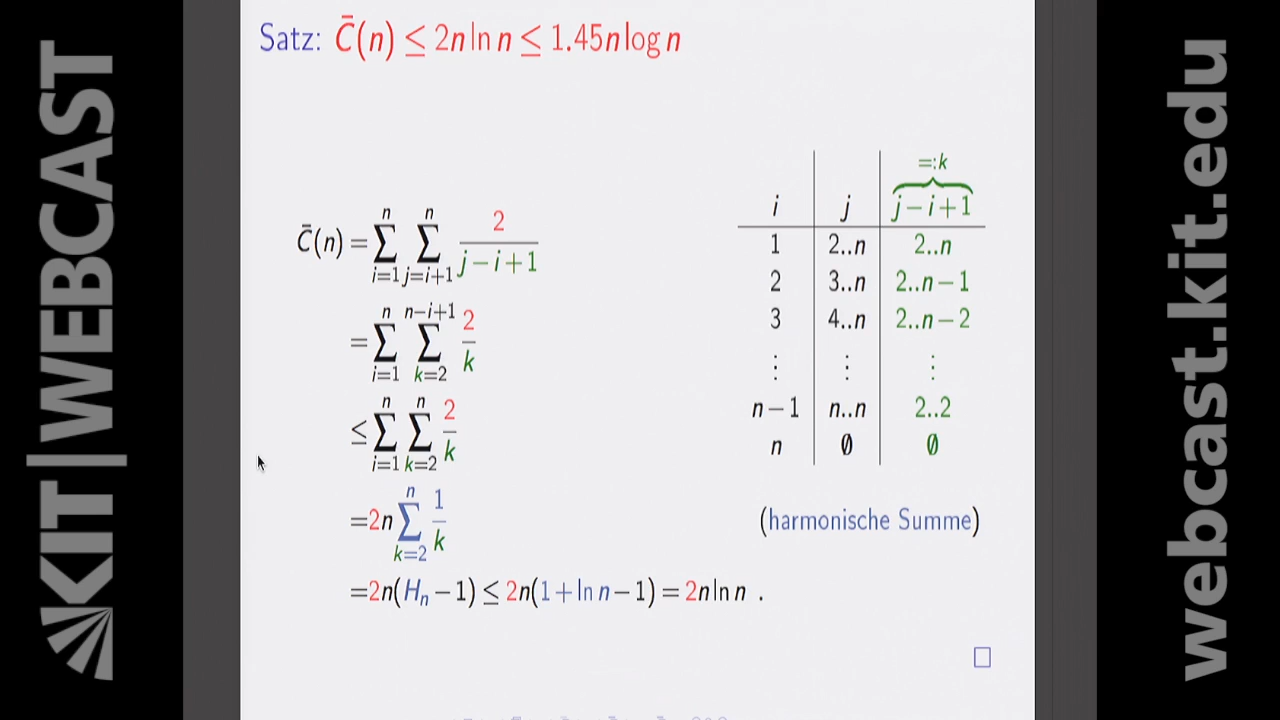 KIT|WEBCAST
Satz: C̄(n) ≤ 2n ln n ≤ 1.45n log n
C̄(n) = ∑_{i=1}^{n} ∑_{j=i+1}^{n} 2/(j−i+1)
= ∑_{i=1}^{n} ∑_{k=2}^{n−i+1} 2/k
≤ ∑_{i=1}^{n} ∑_{k=2}^{n} 2/k
=2n ∑_{k=2}^{n} 1/k
(harmonische Summe)
=2n(H_n − 1) ≤ 2n(1+ln n−1) = 2n ln n .
□
=:k
i j j−i+1
1 2..n 2..n
2 3..n 2..n−1
3 4..n 2..n−2
⋮ ⋮ ⋮
n−1 n..n 2..2
n ∅ ∅
webcast.kit.edu